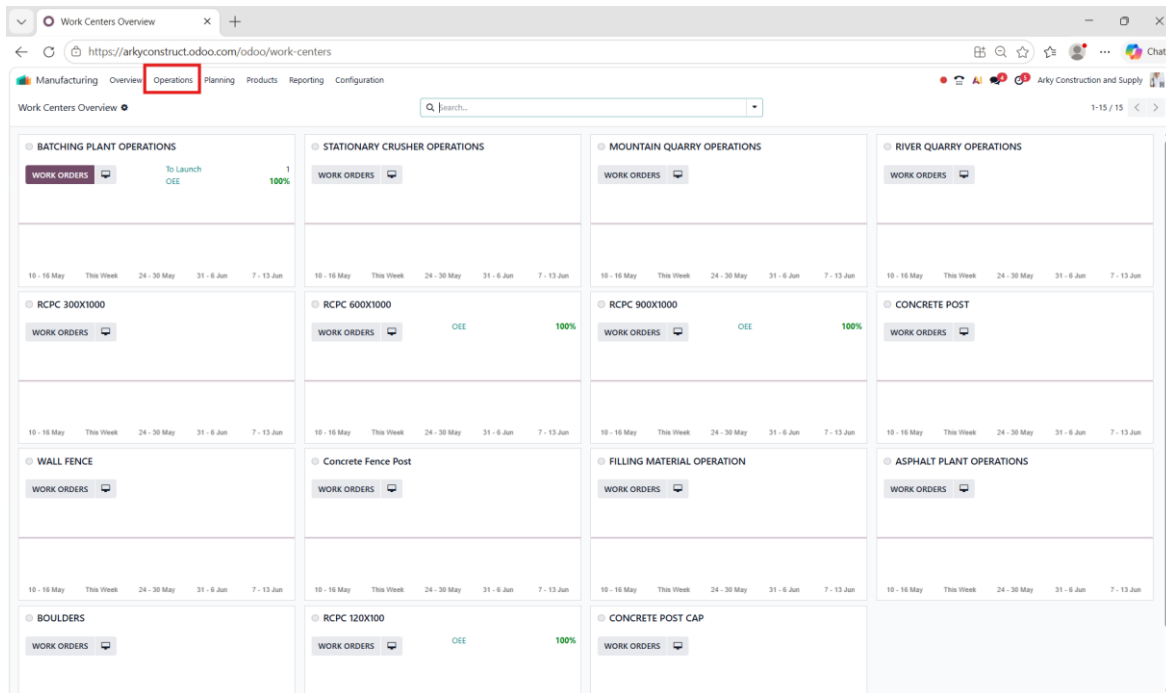 Work Centers Overview
https://arkyconstruct.odoo.com/odoo/work-centers
Chat
Manufacturing Overview Operations Planning Products Reporting Configuration
AI 4 5 Arky Construction and Supply
Work Centers Overview
Search...
1-15 / 15
BATCHING PLANT OPERATIONS
WORK ORDERS
To Launch 1
OEE 100%
10 - 16 May This Week 24 - 30 May 31 - 6 Jun 7 - 13 Jun
STATIONARY CRUSHER OPERATIONS
WORK ORDERS
10 - 16 May This Week 24 - 30 May 31 - 6 Jun 7 - 13 Jun
MOUNTAIN QUARRY OPERATIONS
WORK ORDERS
10 - 16 May This Week 24 - 30 May 31 - 6 Jun 7 - 13 Jun
RIVER QUARRY OPERATIONS
WORK ORDERS
10 - 16 May This Week 24 - 30 May 31 - 6 Jun 7 - 13 Jun
RCPC 300X1000
WORK ORDERS
10 - 16 May This Week 24 - 30 May 31 - 6 Jun 7 - 13 Jun
RCPC 600X1000
WORK ORDERS
OEE 100%
10 - 16 May This Week 24 - 30 May 31 - 6 Jun 7 - 13 Jun
RCPC 900X1000
WORK ORDERS
OEE 100%
10 - 16 May This Week 24 - 30 May 31 - 6 Jun 7 - 13 Jun
CONCRETE POST
WORK ORDERS
10 - 16 May This Week 24 - 30 May 31 - 6 Jun 7 - 13 Jun
WALL FENCE
WORK ORDERS
10 - 16 May This Week 24 - 30 May 31 - 6 Jun 7 - 13 Jun
Concrete Fence Post
WORK ORDERS
10 - 16 May This Week 24 - 30 May 31 - 6 Jun 7 - 13 Jun
FILLING MATERIAL OPERATION
WORK ORDERS
10 - 16 May This Week 24 - 30 May 31 - 6 Jun 7 - 13 Jun
ASPHALT PLANT OPERATIONS
WORK ORDERS
10 - 16 May This Week 24 - 30 May 31 - 6 Jun 7 - 13 Jun
BOULDERS
WORK ORDERS
RCPC 120X100
WORK ORDERS
OEE 100%
CONCRETE POST CAP
WORK ORDERS